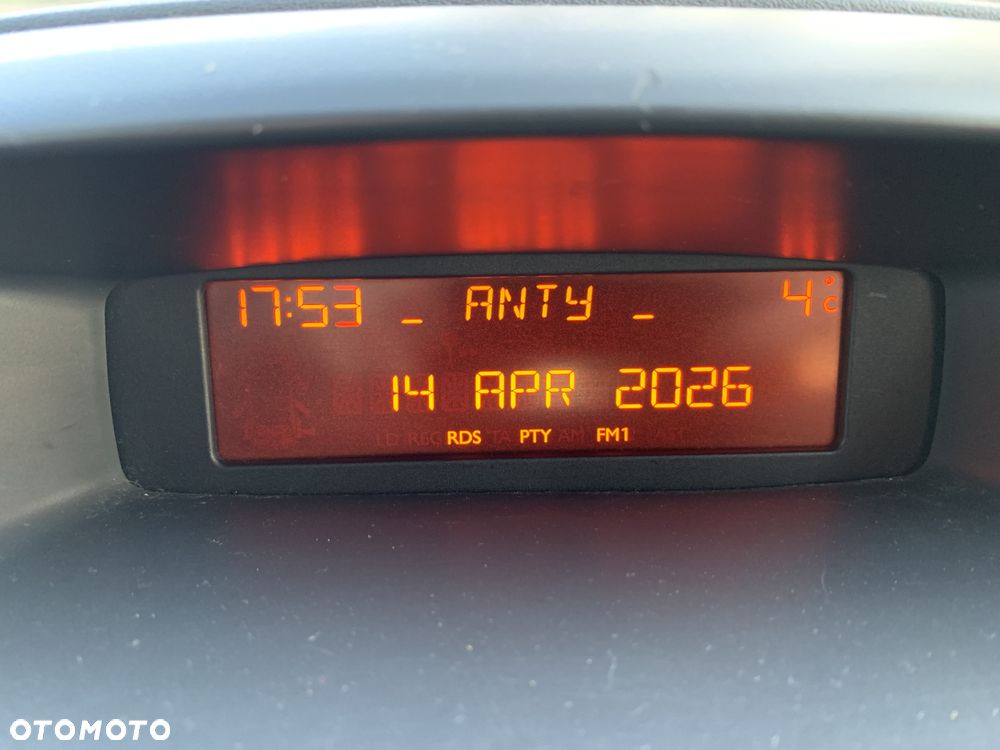 17:53 _ ANTY _ 4°C
14 APR 2026
RDS PTY FM1
OTOMOTO